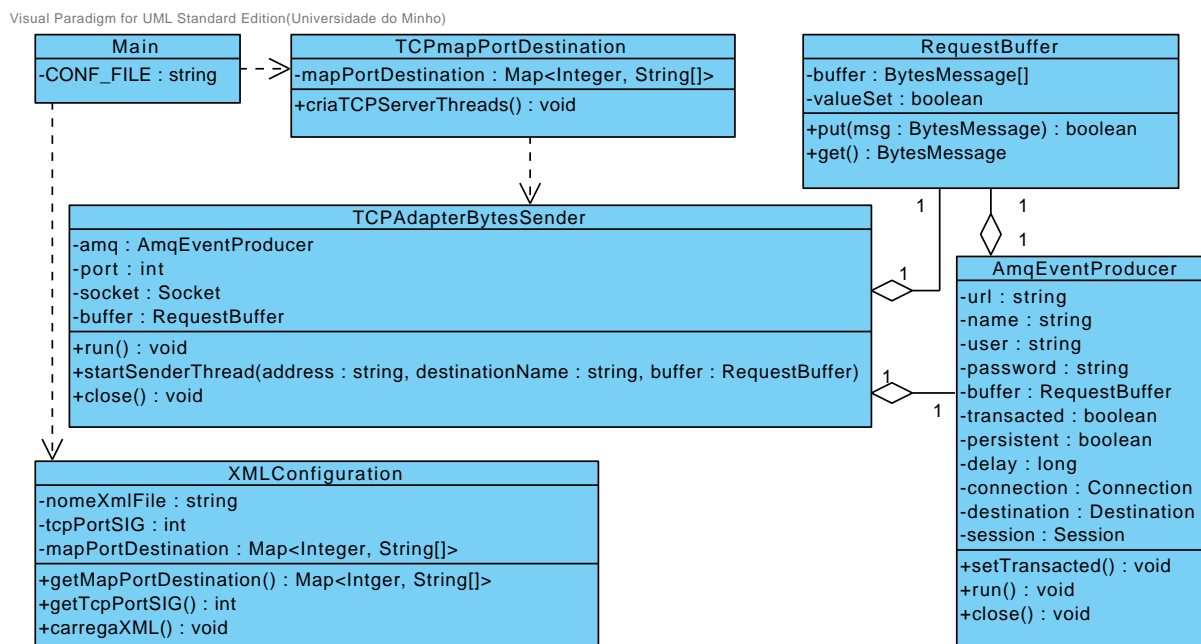 Visual Paradigm for UML Standard Edition(Universidade do Minho)
Main
-CONF_FILE : string
TCPmapPortDestination
-mapPortDestination : Map<Integer, String[]>
+criaTCPServerThreads() : void
RequestBuffer
-buffer : BytesMessage[]
-valueSet : boolean
+put(msg : BytesMessage) : boolean
+get() : BytesMessage
TCPAdapterBytesSender
-amq : AmqEventProducer
-port : int
-socket : Socket
-buffer : RequestBuffer
+run() : void
+startSenderThread(address : string, destinationName : string, buffer : RequestBuffer)
+close() : void
1
1
1
1
1
1
AmqEventProducer
-url : string
-name : string
-user : string
-password : string
-buffer : RequestBuffer
-transacted : boolean
-persistent : boolean
-delay : long
-connection : Connection
-destination : Destination
-session : Session
+setTransacted() : void
+run() : void
+close() : void
XMLConfiguration
-nomeXmlFile : string
-tcpPortSIG : int
-mapPortDestination : Map<Integer, String[]>
+getMapPortDestination() : Map<Intger, String[]>
+getTcpPortSIG() : int
+carregaXML() : void